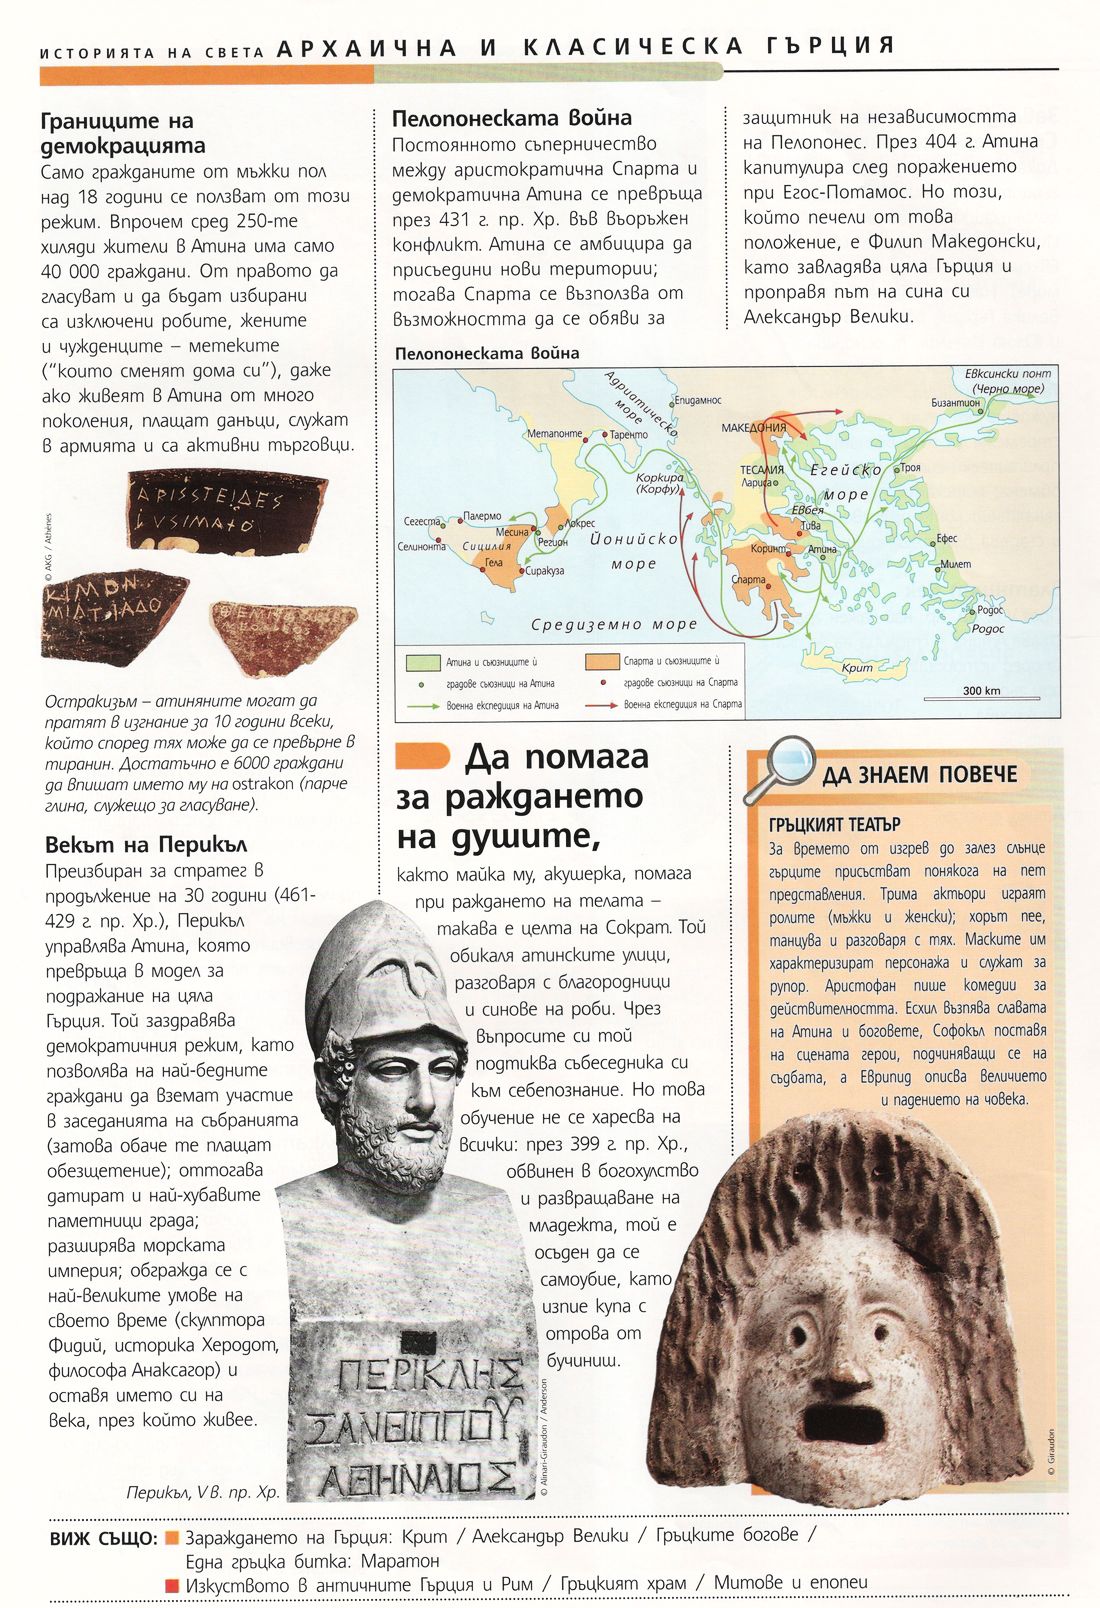 ИСТОРИЯТА НА СВЕТА АРХАИЧНА И КЛАСИЧЕСКА ГЪРЦИЯ
Границите на
демокрацията
Само гражданите от мъжки пол
над 18 години се ползват от този
режим. Впрочем сред 250-те
хиляди жители в Атина има само
40 000 граждани. От правото да
гласуват и да бъдат избирани
са изключени робите, жените
и чужденците – метеките
("които сменят дома си"), даже
ако живеят в Атина от много
поколения, плащат данъци, служат
в армията и са активни търговци.
© AKG / Athènes
Остракизъм – атиняните могат да
пратят в изгнание за 10 години всеки,
който според тях може да се превърне в
тиранин. Достатъчно е 6000 граждани
да впишат името му на ostrakon (парче
глина, служещо за гласуване).
Векът на Перикъл
Преизбиран за стратег в
продължение на 30 години (461-
429 г. пр. Хр.), Перикъл
управлява Атина, която
превръща в модел за
подражание на цяла
Гърция. Той заздравява
демократичния режим, като
позволява на най-бедните
граждани да вземат участие
в заседанията на събранията
(затова обаче те плащат
обезщетение); оттогава
датират и най-хубавите
паметници града;
разширява морската
империя; обгражда се с
най-великите умове на
своето време (скулптора
Фидий, историка Херодот,
философа Анаксагор) и
оставя името си на
века, през който живее.
Перикъл, V в. пр. Хр.
ΠΕΡΙΚΛΗΣ
ΞΑΝΘΙΠΠΟΥ
ΑΘΗΝΑΙΟΣ
© Alinari-Giraudon / Anderson
Пелопонеската война
Постоянното съперничество
между аристократична Спарта и
демократична Атина се превръща
през 431 г. пр. Хр. във въоръжен
конфликт. Атина се амбицира да
присъедини нови територии;
тогава Спарта се възползва от
възможността да се обяви за
защитник на независимостта
на Пелопонес. През 404 г. Атина
капитулира след поражението
при Егос-Потамос. Но този,
който печели от това
положение, е Филип Македонски,
като завладява цяла Гърция и
проправя път на сина си
Александър Велики.
Пелопонеската война
Адриатическо
море
Епидамнос
Евксински понт
(Черно море)
Бизантион
МАКЕДОНИЯ
Метапонте
Таренто
ТЕСАЛИЯ
Лариса
Егейско
море
Троя
Коркира
(Корфу)
Евбея
Тива
Сегеста
Палермо
Месина
Локрес
Регион
Селинонта
Сицилия
Гела
Сиракуза
Йонийско
море
Коринт
Атина
Спарта
Ефес
Милет
Родос
Родос
Средиземно море
Крит
Атина и съюзниците ѝ
Спарта и съюзниците ѝ
градове съюзници на Атина
градове съюзници на Спарта
Военна експедиция на Атина
Военна експедиция на Спарта
300 km
Да помага
за раждането
на душите,
както майка му, акушерка, помага
при раждането на телата –
такава е целта на Сократ. Той
обикаля атинските улици,
разговаря с благородници
и синове на роби. Чрез
въпросите си той
подтиква събеседника си
към себепознание. Но това
обучение не се харесва на
всички: през 399 г. пр. Хр.,
обвинен в богохулство
и развращаване на
младежта, той е
осъден да се
самоубие, като
изпие купа с
отрова от
бучиниш.
ДА ЗНАЕМ ПОВЕЧЕ
ГРЪЦКИЯТ ТЕАТЪР
За времето от изгрев до залез слънце
гърците присъстват понякога на пет
представления. Трима актьори играят
ролите (мъжки и женски); хорът пее,
танцува и разговаря с тях. Маските им
характеризират персонажа и служат за
рупор. Аристофан пише комедии за
действителността. Есхил възпява славата
на Атина и боговете, Софокъл поставя
на сцената герои, подчиняващи се на
съдбата, а Еврипид описва величието
и падението на човека.
© Giraudon
ВИЖ СЪЩО: Зараждането на Гърция: Крит / Александър Велики / Гръцките богове /
Една гръцка битка: Маратон
Изкуството в античните Гърция и Рим / Гръцкият храм / Митове и епопеи